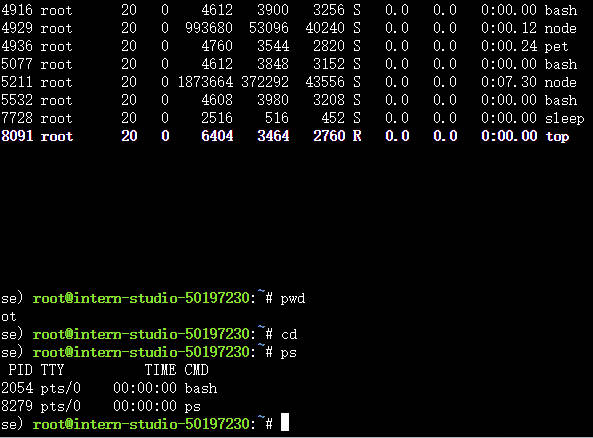 4916 root 20 0 4612 3900 3256 S 0.0 0.0 0:00.00 bash
4929 root 20 0 993680 53096 40240 S 0.0 0.0 0:00.12 node
4936 root 20 0 4760 3544 2820 S 0.0 0.0 0:00.24 pet
5077 root 20 0 4612 3848 3152 S 0.0 0.0 0:00.00 bash
5211 root 20 0 1873664 372292 43556 S 0.0 0.0 0:07.30 node
5532 root 20 0 4608 3980 3208 S 0.0 0.0 0:00.00 bash
7728 root 20 0 2516 516 452 S 0.0 0.0 0:00.00 sleep
8091 root 20 0 6404 3464 2760 R 0.0 0.0 0:00.00 top
se) root@intern-studio-50197230:~# pwd
ot
se) root@intern-studio-50197230:~# cd
se) root@intern-studio-50197230:~# ps
PID TTY TIME CMD
2054 pts/0 00:00:00 bash
8279 pts/0 00:00:00 ps
se) root@intern-studio-50197230:~#